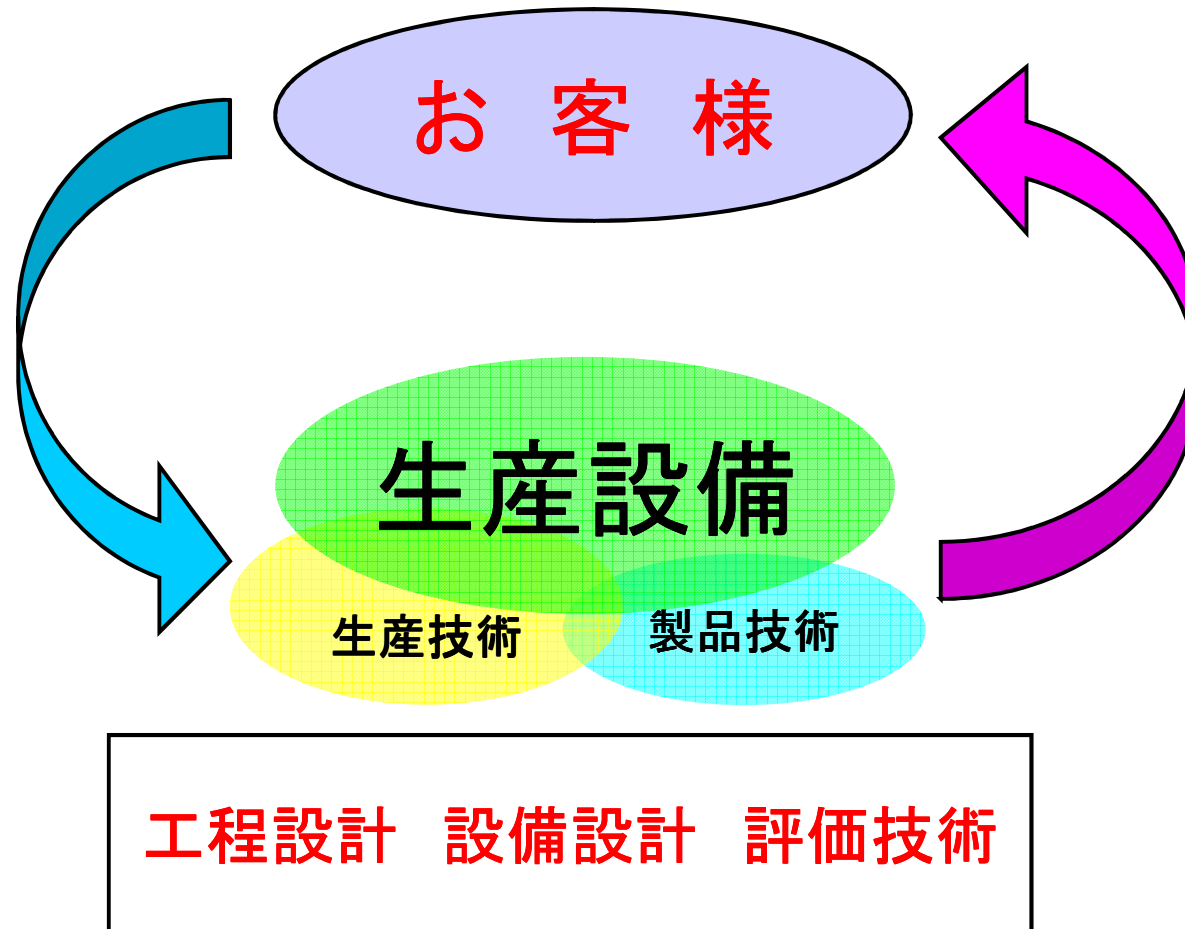 お 客 様
生産設備
生産技術
製品技術
工程設計 設備設計 評価技術